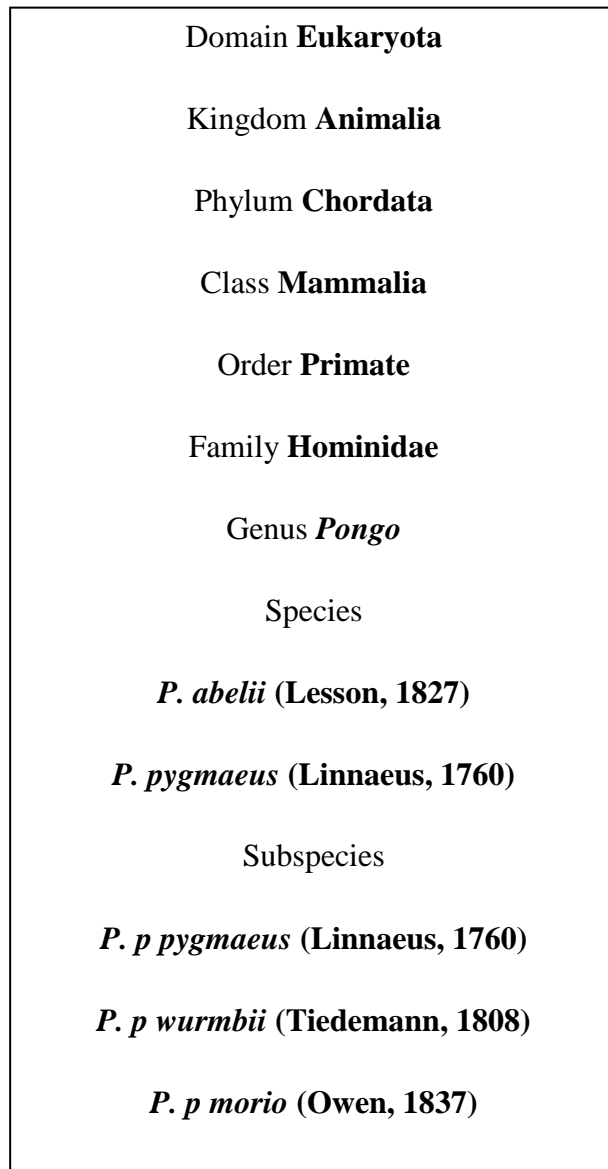 Domain Eukaryota
Kingdom Animalia
Phylum Chordata
Class Mammalia
Order Primate
Family Hominidae
Genus Pongo
Species
P. abelii (Lesson, 1827)
P. pygmaeus (Linnaeus, 1760)
Subspecies
P. p pygmaeus (Linnaeus, 1760)
P. p wurmbii (Tiedemann, 1808)
P. p morio (Owen, 1837)